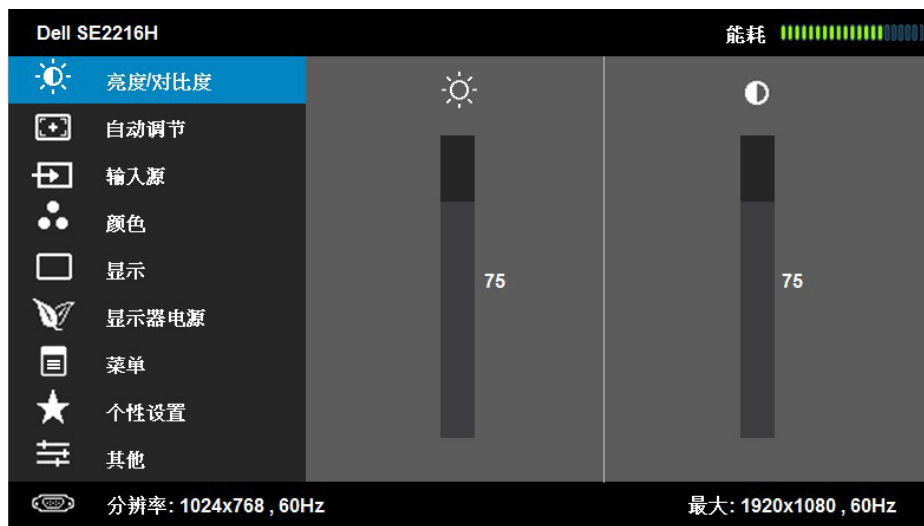 Dell SE2216H 能耗
亮度/对比度
自动调节
输入源
颜色
显示
75 75
显示器电源
菜单
个性设置
其他
分辨率: 1024x768 , 60Hz 最大: 1920x1080 , 60Hz